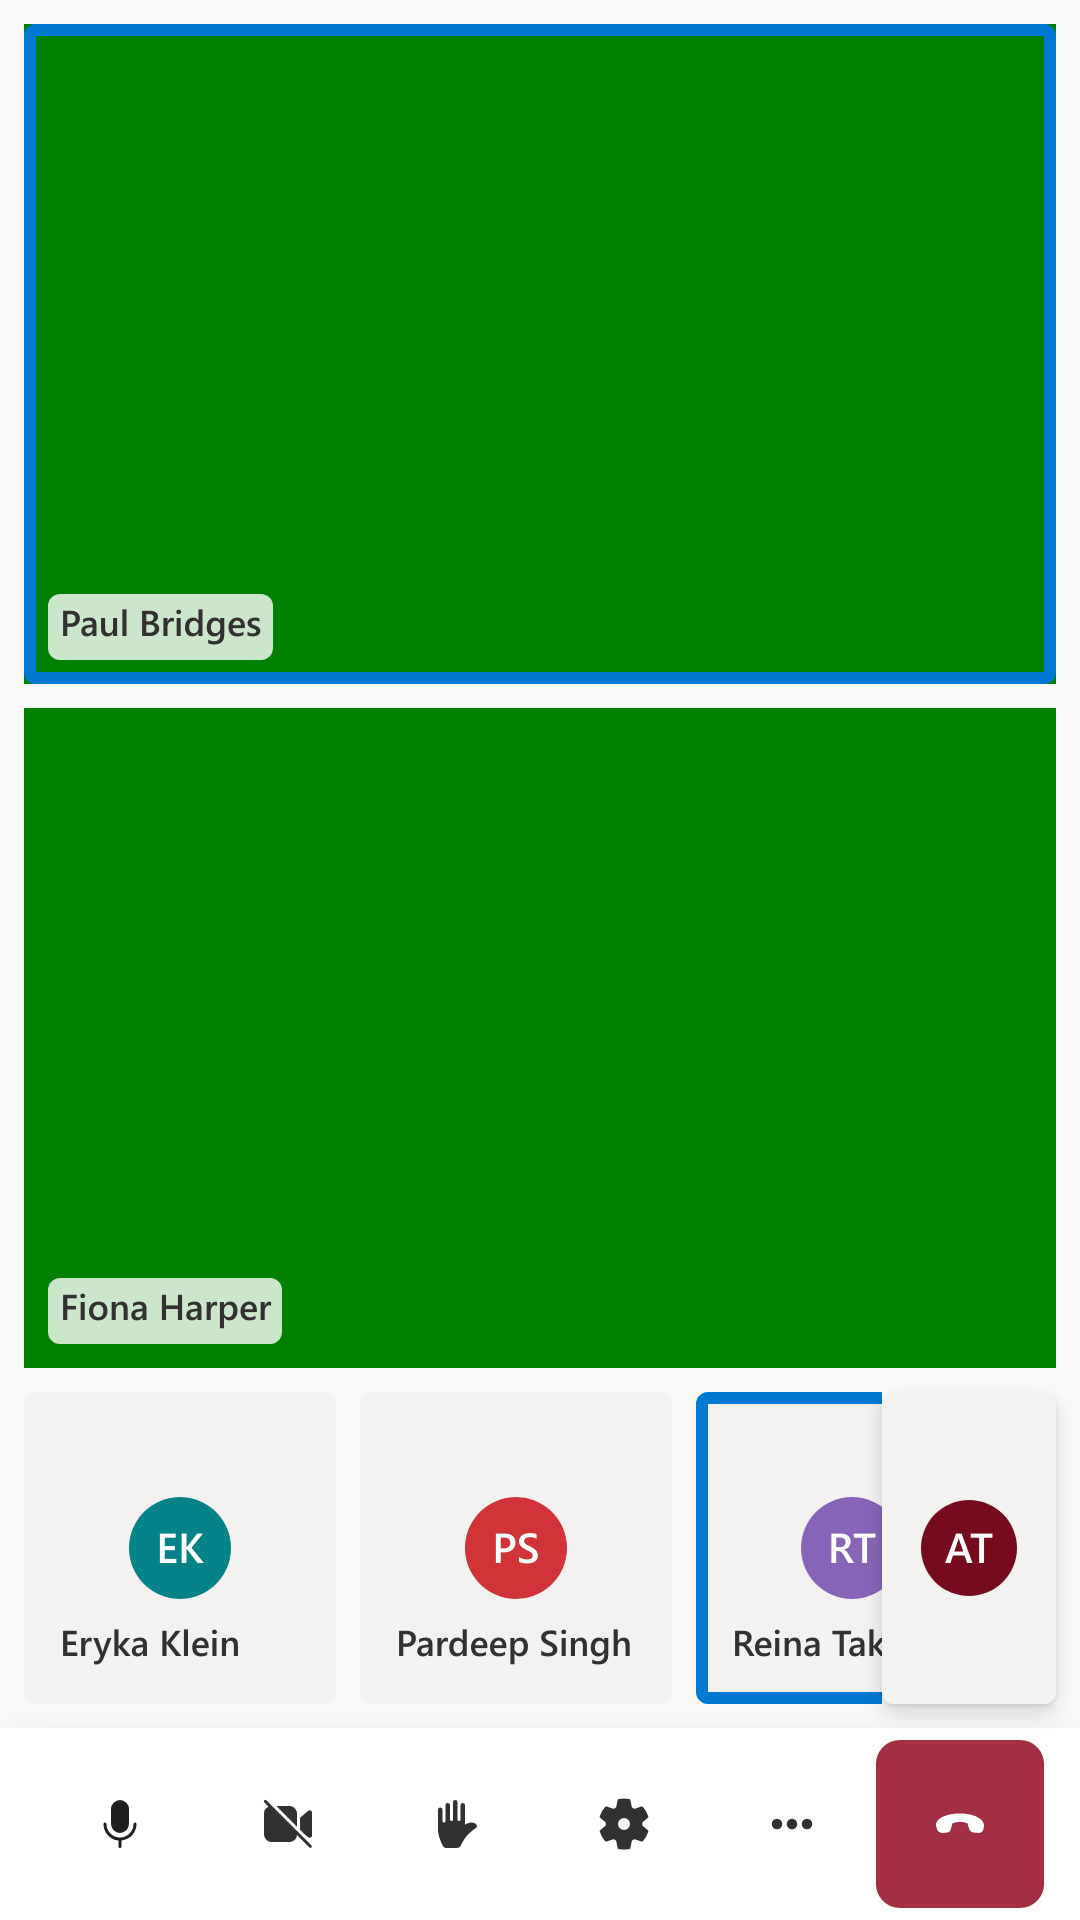 Paul Bridges
Fiona Harper
EK
PS
RT
AT
Eryka Klein
Pardeep Singh
Reina Tak